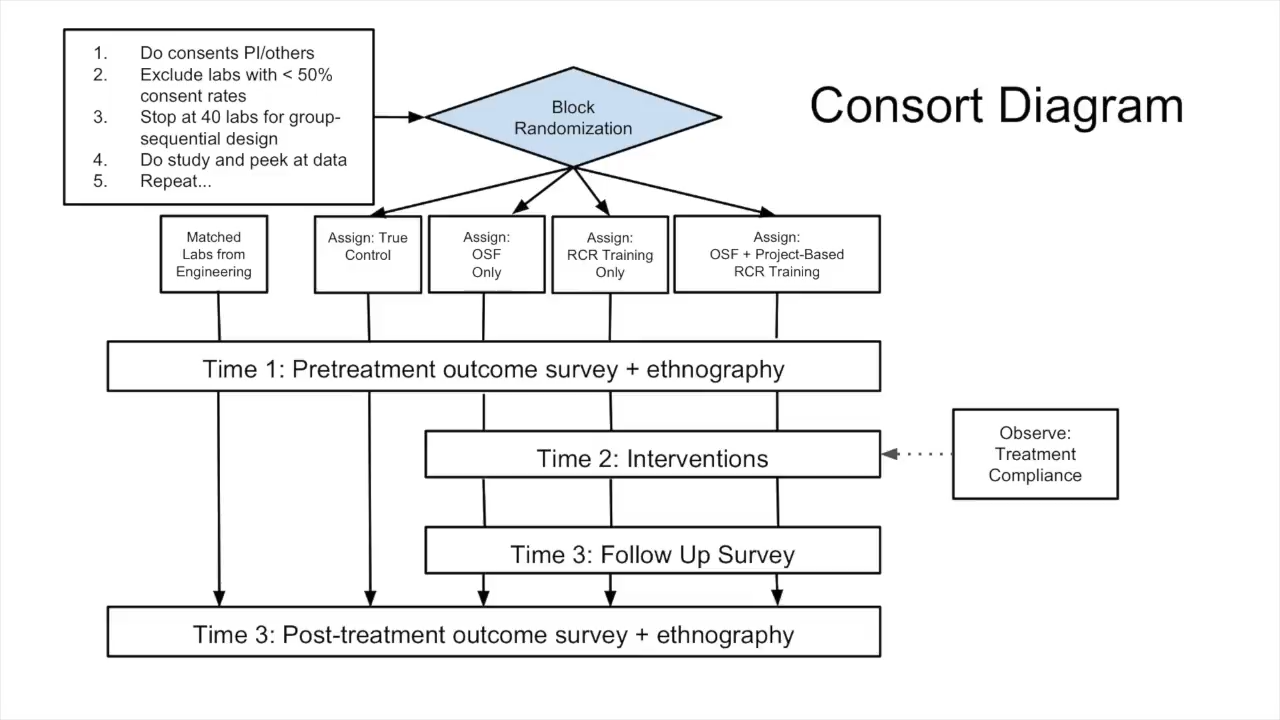 1. Do consents PI/others
2. Exclude labs with < 50%
consent rates
3. Stop at 40 labs for group-
sequential design
4. Do study and peek at data
5. Repeat...
Block
Randomization
Consort Diagram
Matched
Labs from
Engineering
Assign: True
Control
Assign:
OSF
Only
Assign:
RCR Training
Only
Assign:
OSF + Project-Based
RCR Training
Time 1: Pretreatment outcome survey + ethnography
Time 2: Interventions
Observe:
Treatment
Compliance
Time 3: Follow Up Survey
Time 3: Post-treatment outcome survey + ethnography